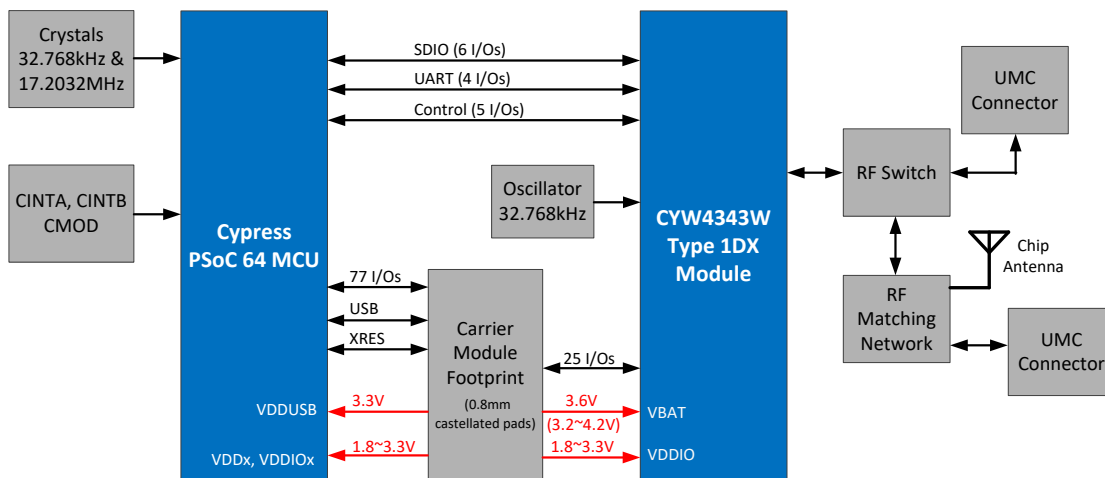 Crystals
32.768kHz &
17.2032MHz
CINTA, CINTB
CMOD
Cypress
PSoC 64 MCU
VDDUSB
VDDx, VDDIOx
SDIO (6 I/Os)
UART (4 I/Os)
Control (5 I/Os)
Oscillator
32.768kHz
77 I/Os
USB
XRES
3.3V
1.8~3.3V
Carrier
Module
Footprint
(0.8mm
castellated pads)
25 I/Os
3.6V
(3.2~4.2V)
1.8~3.3V
CYW4343W
Type 1DX
Module
VBAT
VDDIO
RF Switch
UMC
Connector
Chip
Antenna
RF
Matching
Network
UMC
Connector